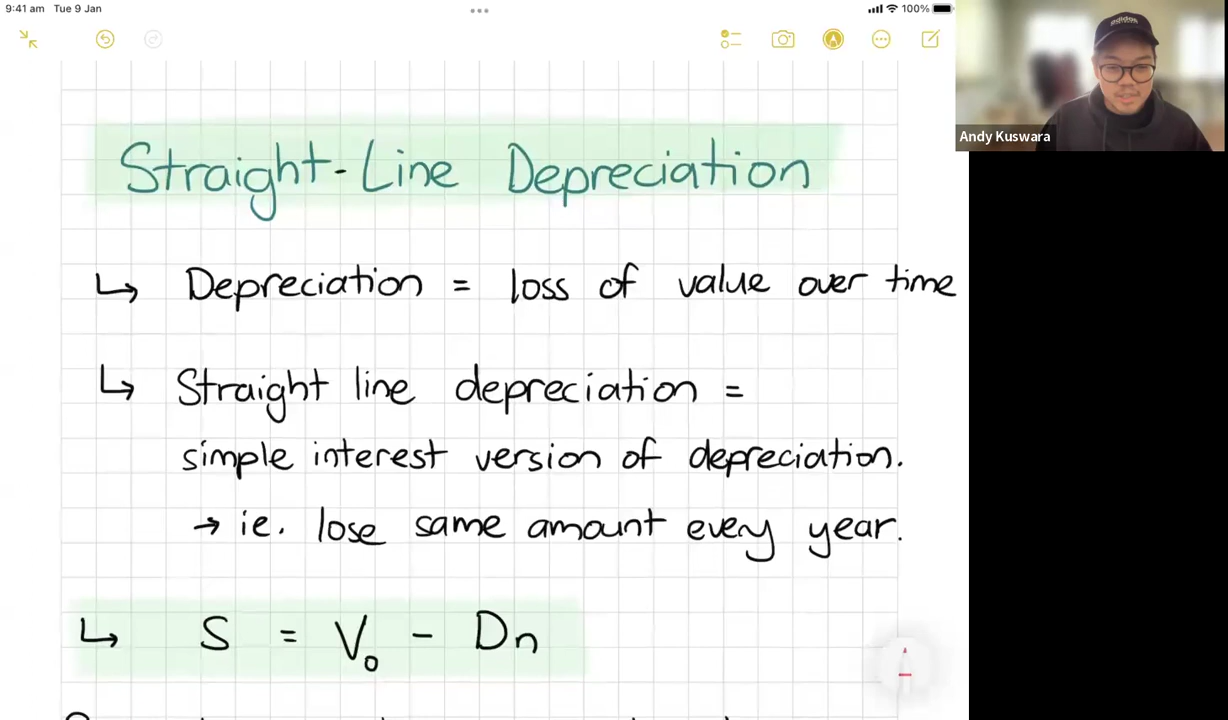 9:41 am Tue 9 Jan
100%
adidas
Andy Kuswara
Straight-Line Depreciation
↳ Depreciation = loss of value over time
↳ Straight line depreciation =
simple interest version of depreciation.
→ ie. lose same amount every year.
↳ S = V₀ - Dn